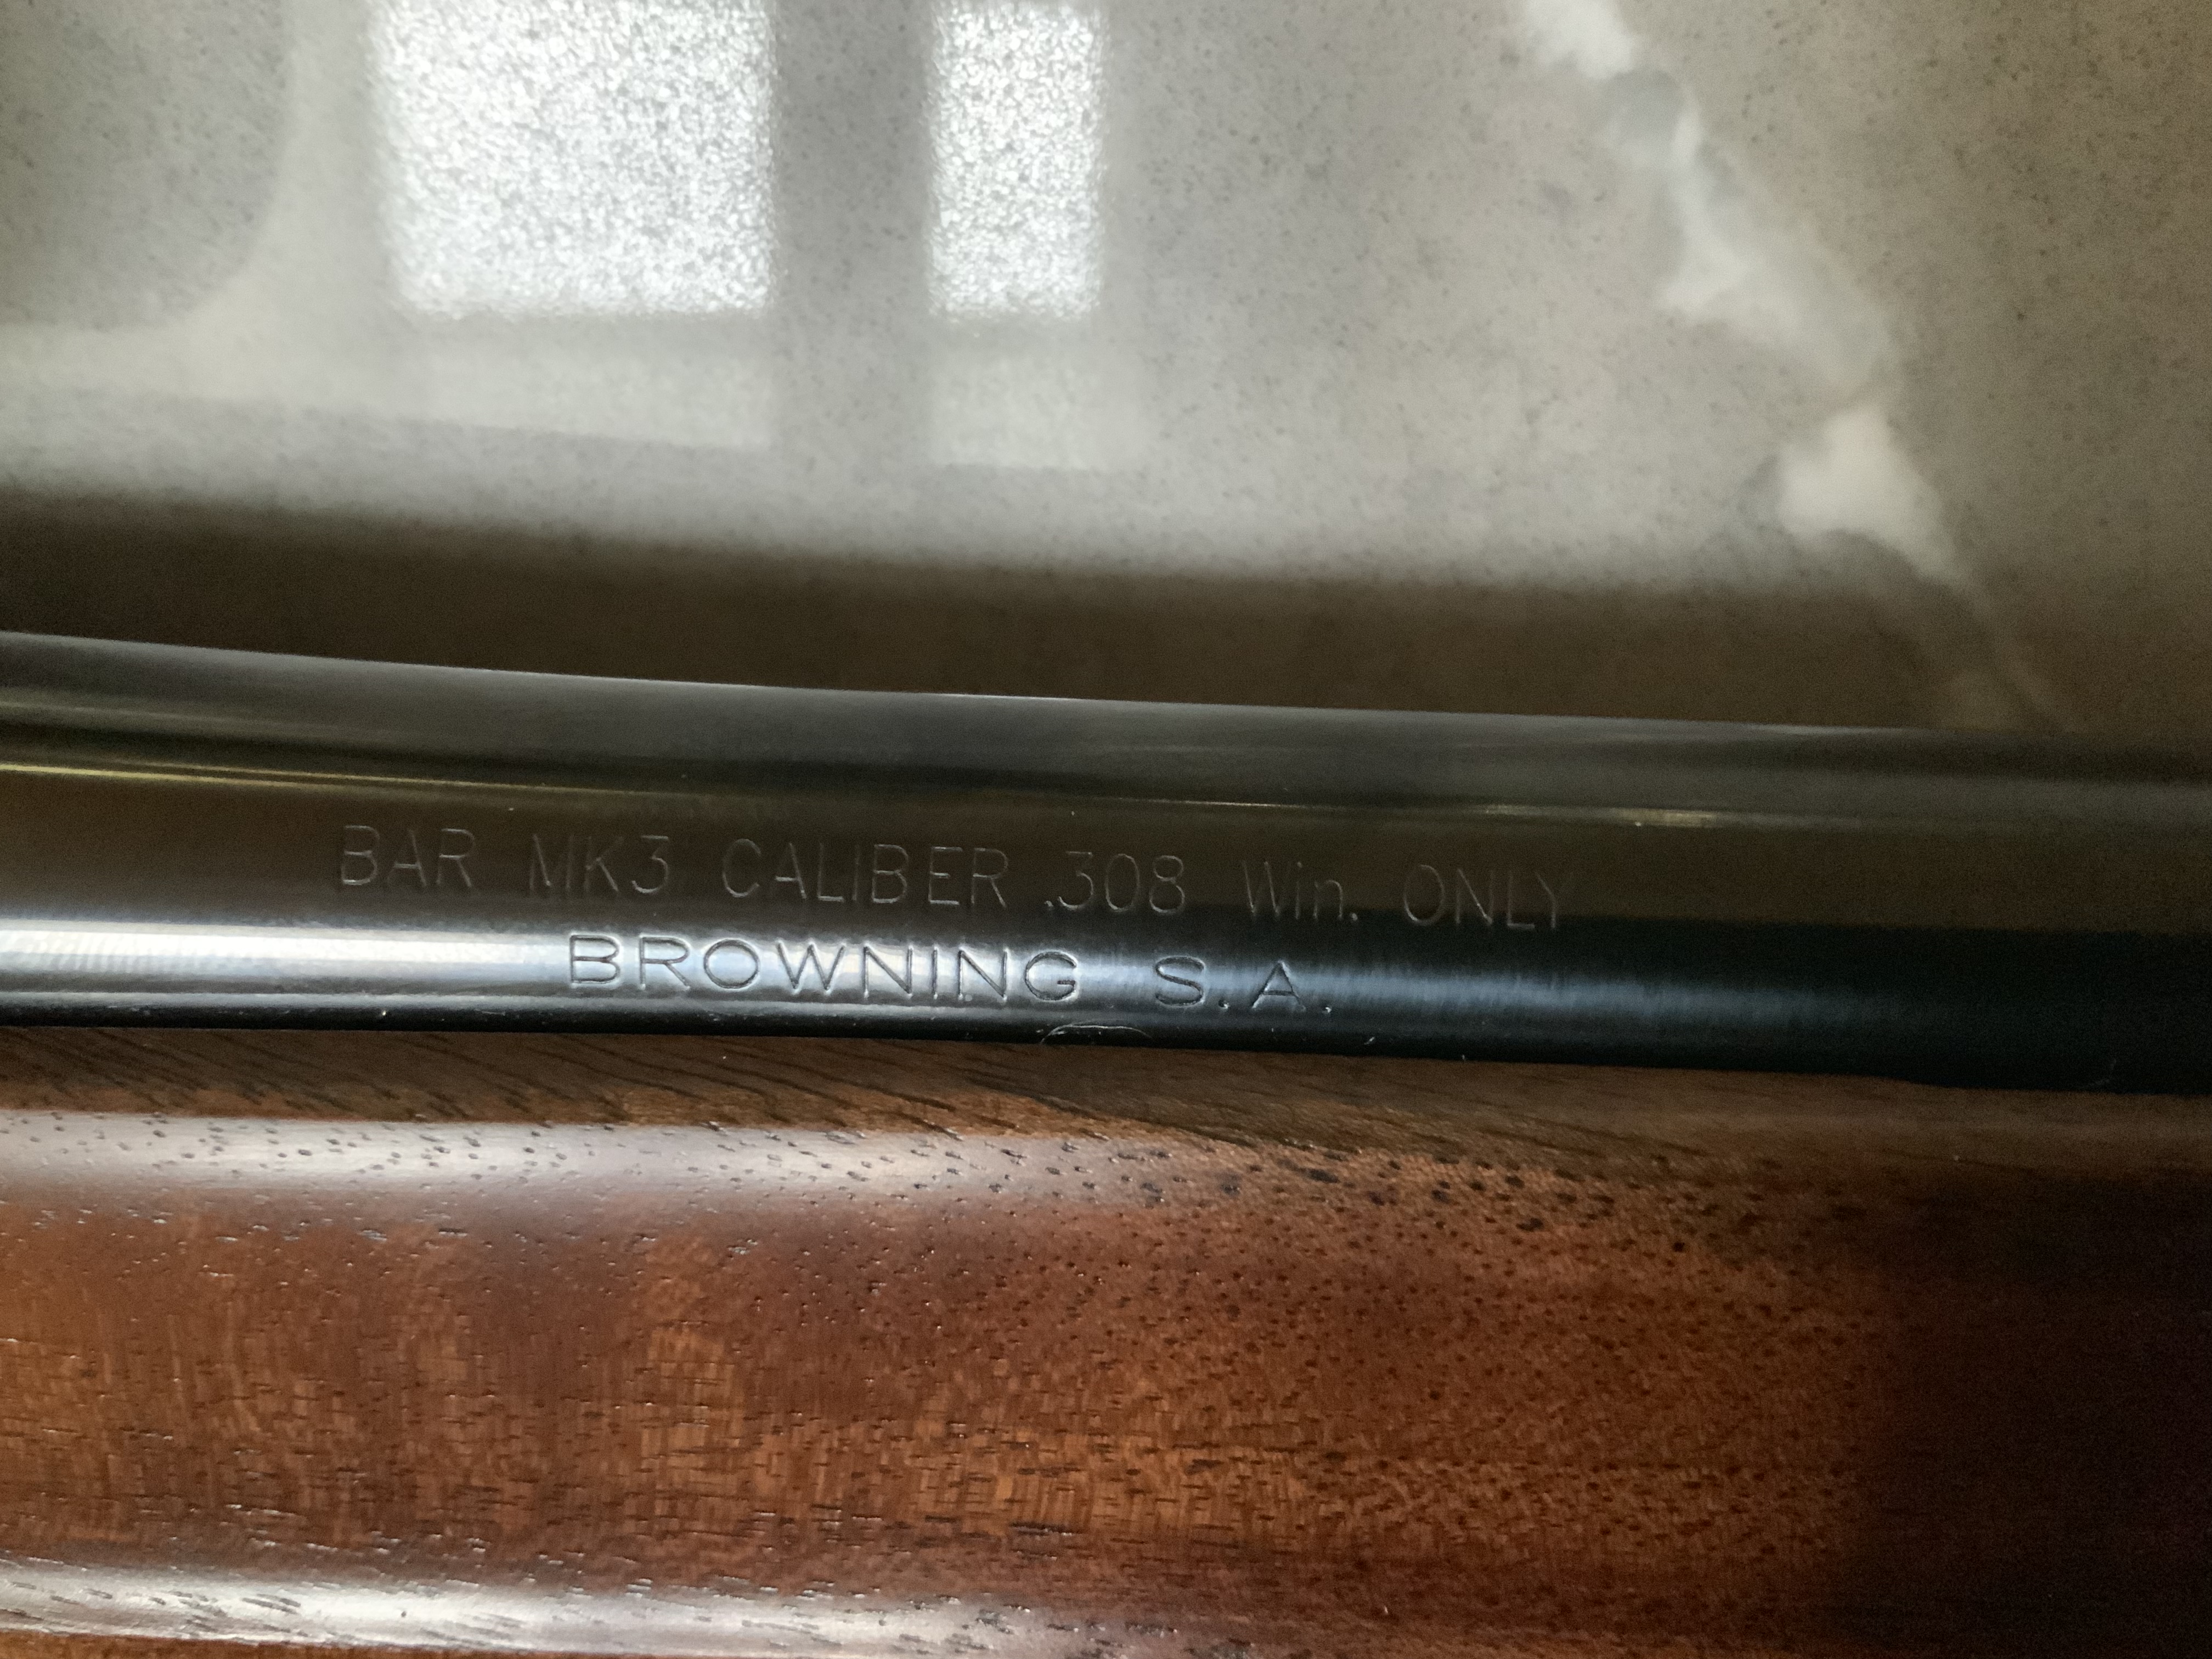 BAR MK3 CALIBER .308 Win. ONLY
BROWNING S.A.